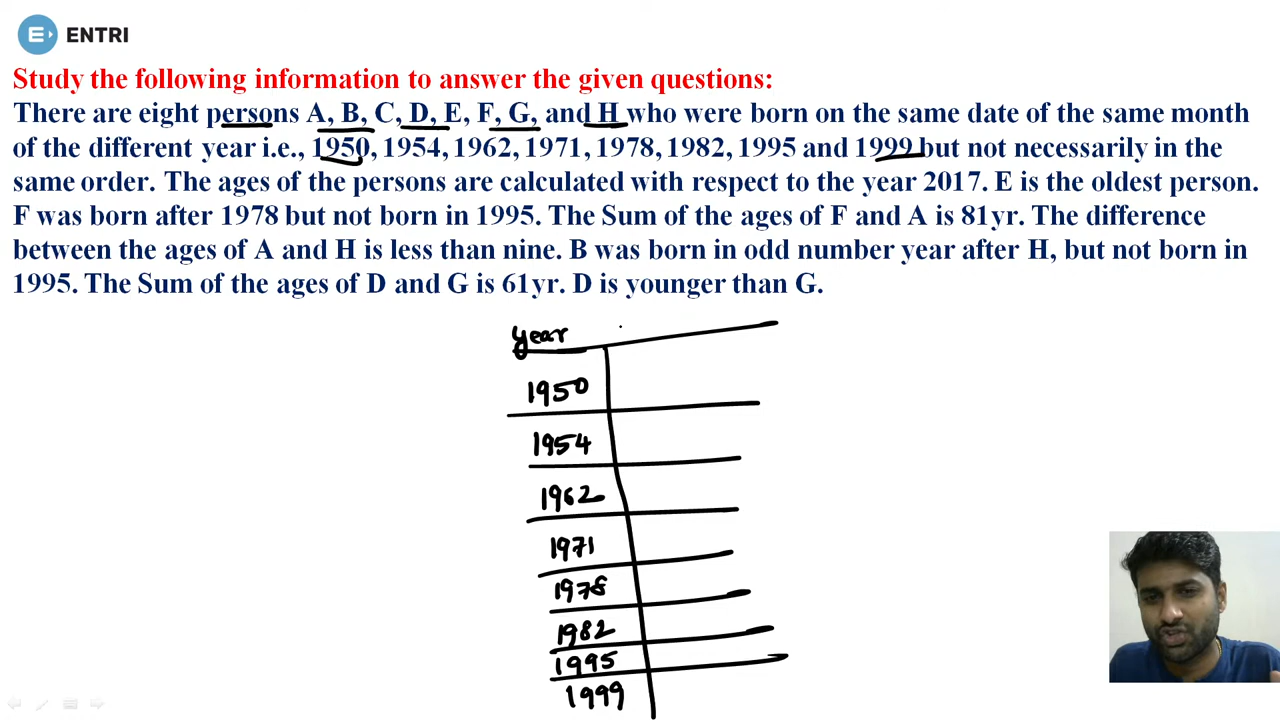 E ENTRI
Study the following information to answer the given questions:
There are eight persons A, B, C, D, E, F, G, and H who were born on the same date of the same month
of the different year i.e., 1950, 1954, 1962, 1971, 1978, 1982, 1995 and 1999 but not necessarily in the
same order. The ages of the persons are calculated with respect to the year 2017. E is the oldest person.
F was born after 1978 but not born in 1995. The Sum of the ages of F and A is 81yr. The difference
between the ages of A and H is less than nine. B was born in odd number year after H, but not born in
1995. The Sum of the ages of D and G is 61yr. D is younger than G.
year
1950
1954
1962
1971
1978
1982
1995
1999